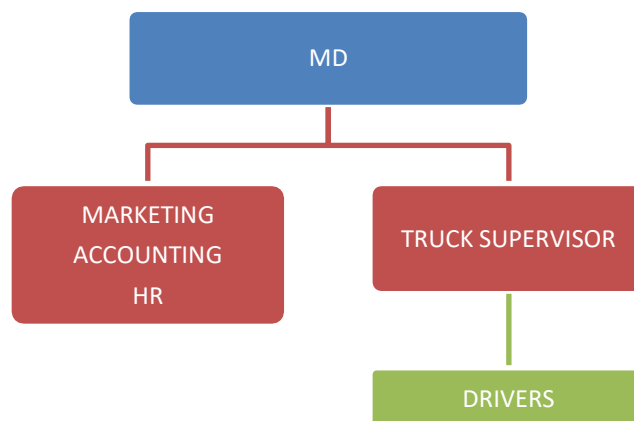 MD
MARKETING
ACCOUNTING
HR
TRUCK SUPERVISOR
DRIVERS